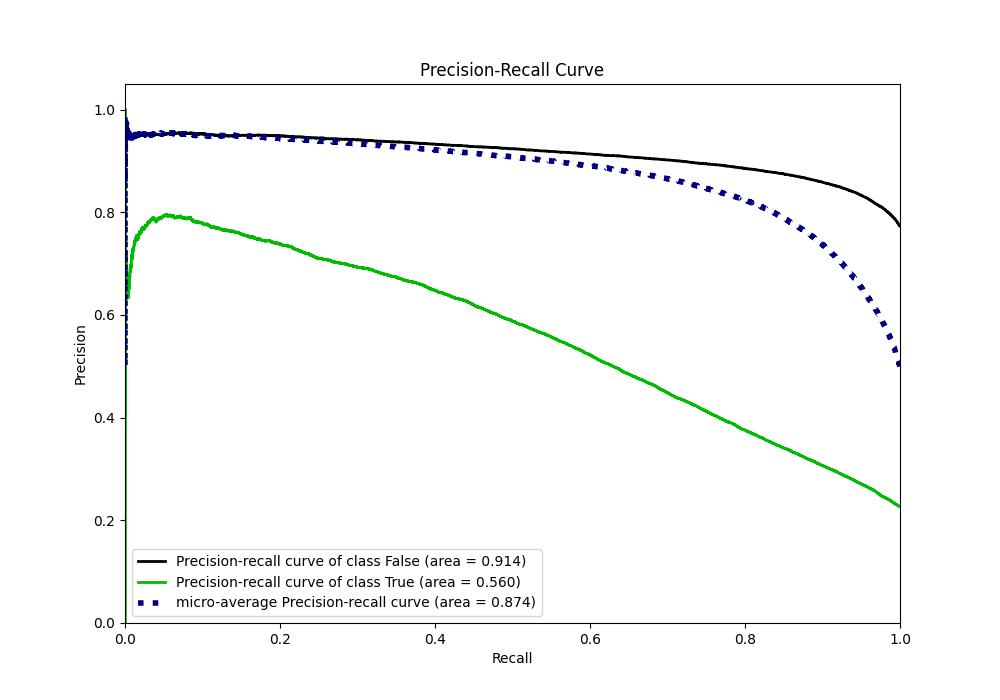 Precision-Recall Curve
1.0
0.8
0.6
0.4
0.2
0.0
Precision
Precision-recall curve of class False (area = 0.914)
Precision-recall curve of class True (area = 0.560)
micro-average Precision-recall curve (area = 0.874)
0.0 0.2 0.4 0.6 0.8 1.0
Recall